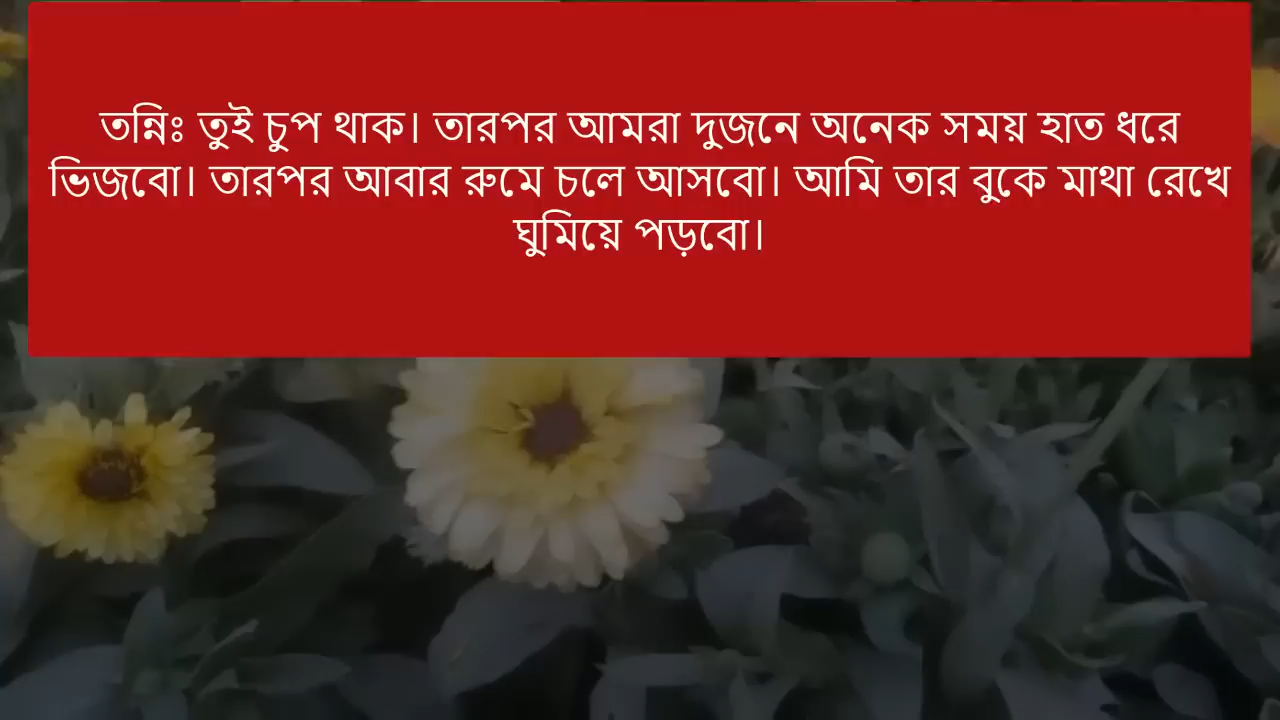 তন্নিঃ তুই চুপ থাক। তারপর আমরা দুজনে অনেক সময় হাত ধরে
ভিজবো। তারপর আবার রুমে চলে আসবো। আমি তার বুকে মাথা রেখে
ঘুমিয়ে পড়বো।